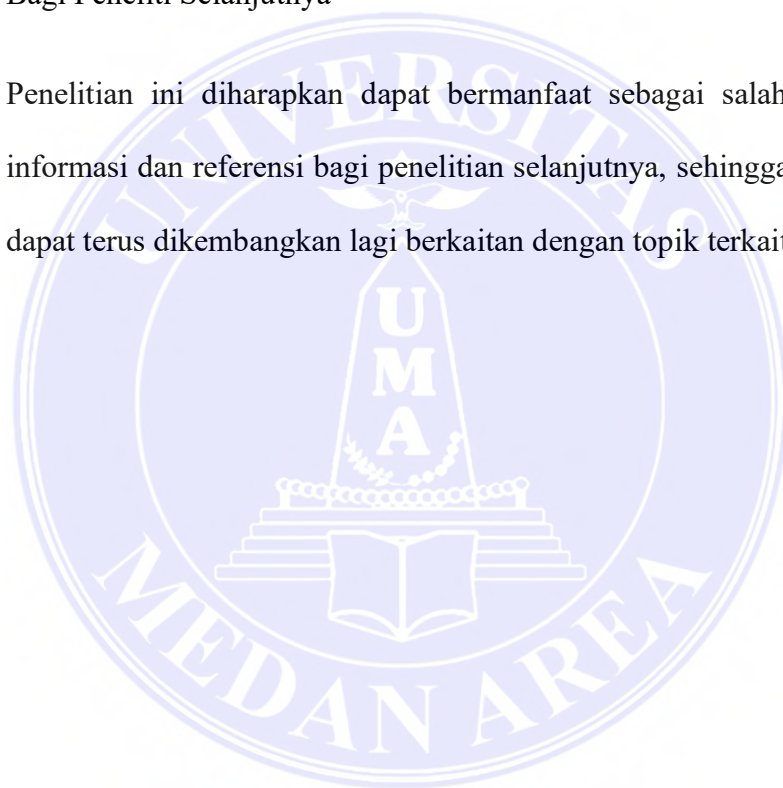 Bagi Peneliti Selanjutnya
Penelitian ini diharapkan dapat bermanfaat sebagai salah
informasi dan referensi bagi penelitian selanjutnya, sehingga
dapat terus dikembangkan lagi berkaitan dengan topik terkait
UNIVERSITAS
U
M
A
MEDAN AREA